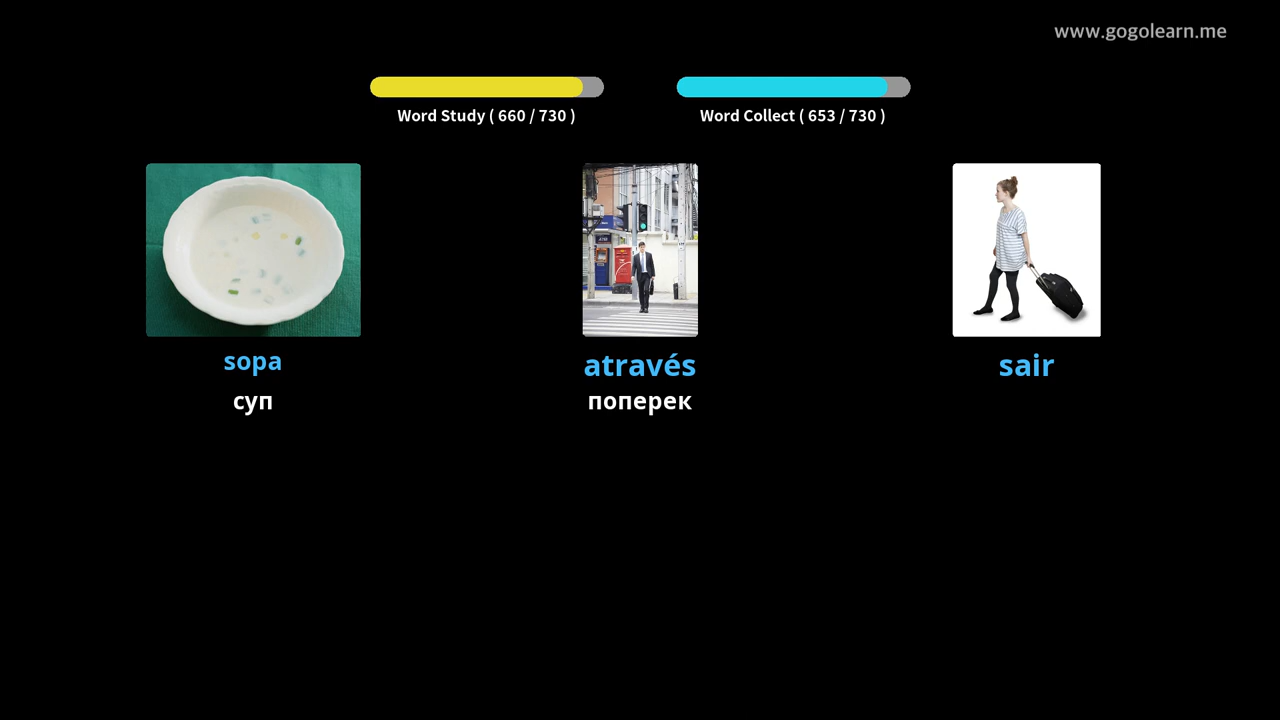 www.gogolearn.me
Word Study ( 660 / 730 )
Word Collect ( 653 / 730 )
sopa
através
sair
суп
поперек